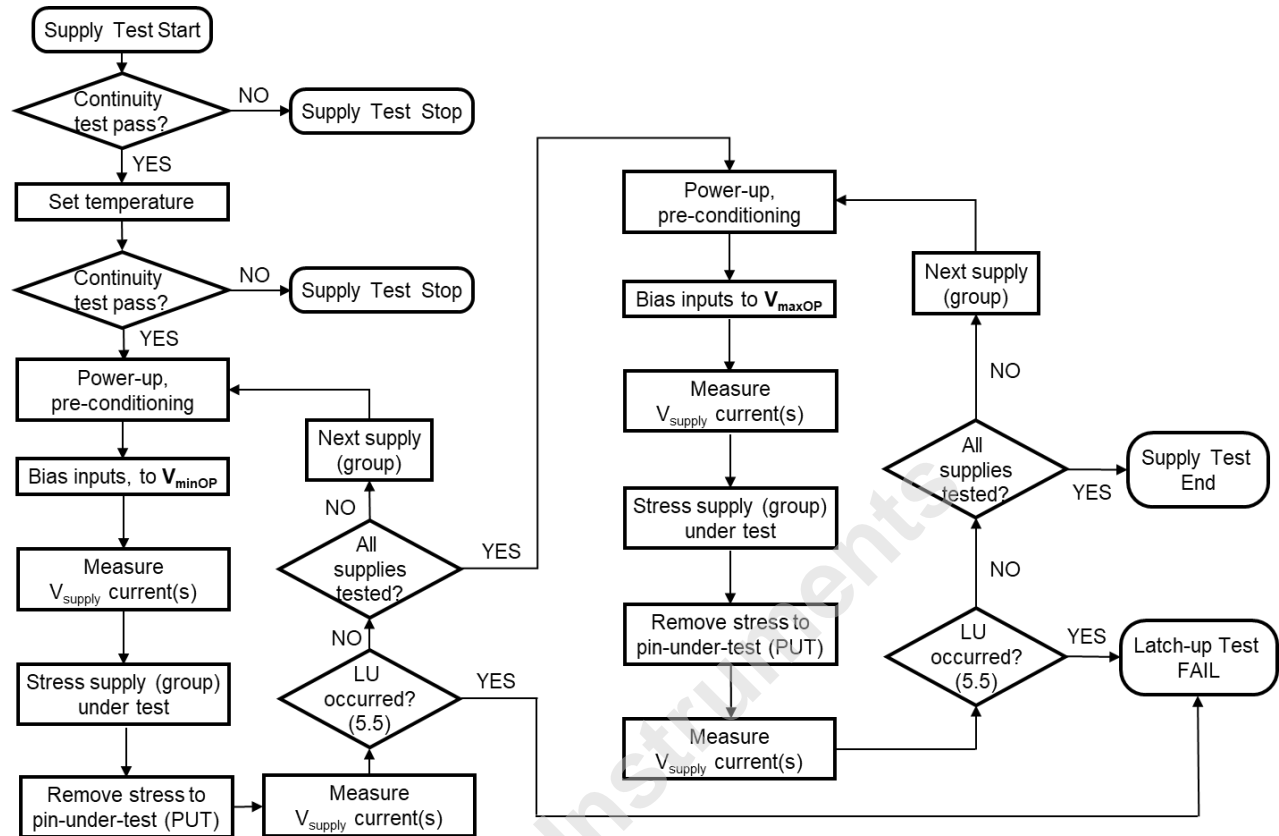 Supply Test Start
Continuity
test pass?
NO
Supply Test Stop
YES
Set temperature
Continuity
test pass?
NO
Supply Test Stop
YES
Power-up,
pre-conditioning
Bias inputs, to VminOP
Measure
Vsupply current(s)
Stress supply (group)
under test
Remove stress to
pin-under-test (PUT)
Measure
Vsupply current(s)
LU
occurred?
(5.5)
YES
NO
All
supplies
tested?
YES
NO
Next supply
(group)
Power-up,
pre-conditioning
Bias inputs to VmaxOP
Measure
Vsupply current(s)
Stress supply (group)
under test
Remove stress to
pin-under-test (PUT)
Measure
Vsupply current(s)
LU
occurred?
(5.5)
YES
Latch-up Test
FAIL
NO
All
supplies
tested?
YES
Supply Test
End
NO
Next supply
(group)
Instruments